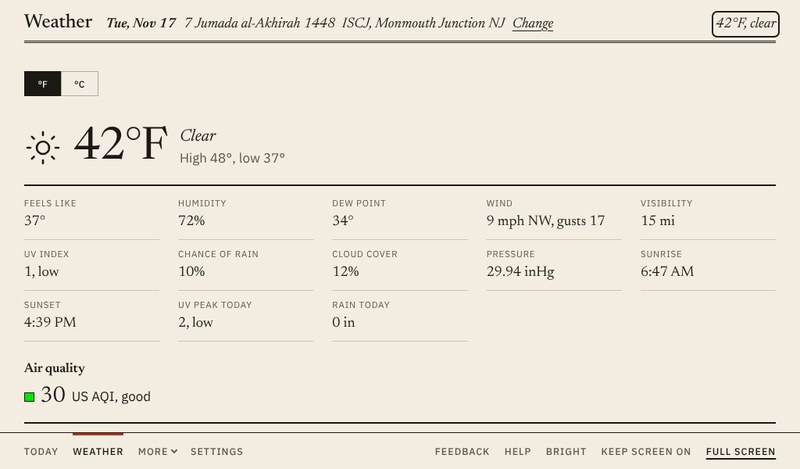 Weather Tue, Nov 17 7 Jumada al-Akhirah 1448 ISCJ, Monmouth Junction NJ Change 42°F, clear
°F °C
42°F Clear
High 48°, low 37°
FEELS LIKE HUMIDITY DEW POINT WIND VISIBILITY
37° 72% 34° 9 mph NW, gusts 17 15 mi
UV INDEX CHANCE OF RAIN CLOUD COVER PRESSURE SUNRISE
1, low 10% 12% 29.94 inHg 6:47 AM
SUNSET UV PEAK TODAY RAIN TODAY
4:39 PM 2, low 0 in
Air quality
30 US AQI, good
TODAY WEATHER MORE SETTINGS FEEDBACK HELP BRIGHT KEEP SCREEN ON FULL SCREEN